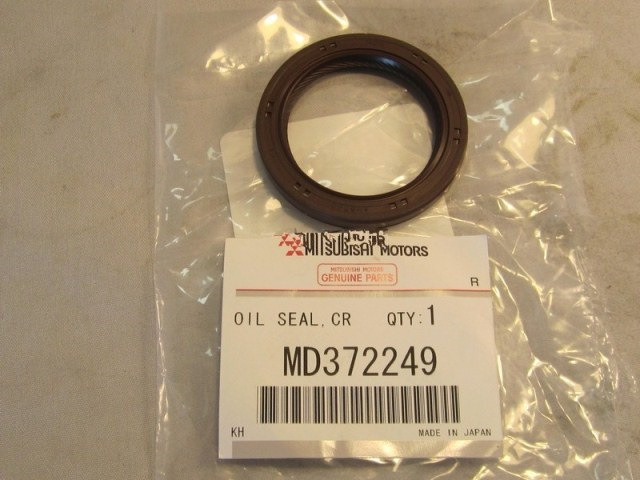 MITSUBISHI MOTORS
MITSUBISHI MOTORS
GENUINE PARTS
R
OIL SEAL,CR QTY:1
MD372249
KH MADE IN JAPAN